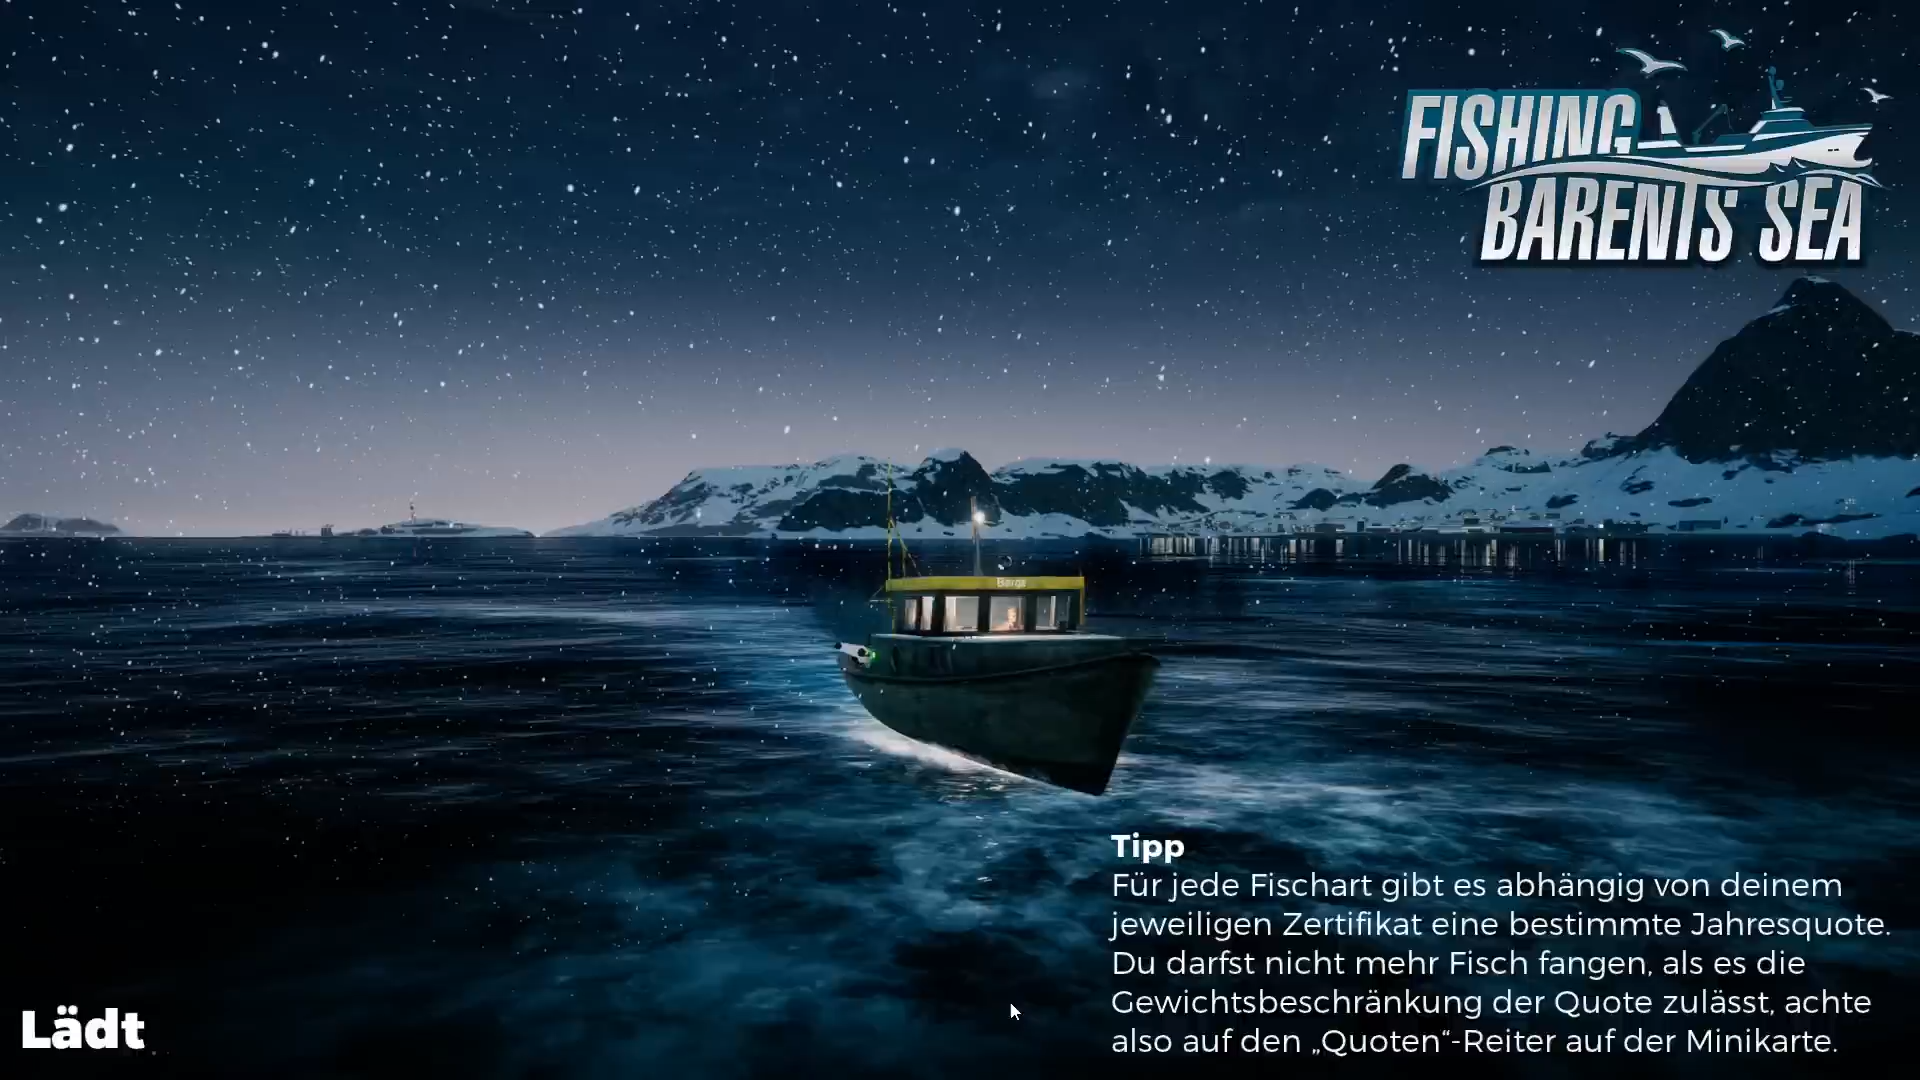 FISHING
BARENTS SEA
Berga
Tipp
Für jede Fischart gibt es abhängig von deinem
jeweiligen Zertifikat eine bestimmte Jahresquote.
Du darfst nicht mehr Fisch fangen, als es die
Gewichtsbeschränkung der Quote zulässt, achte
also auf den „Quoten“-Reiter auf der Minikarte.
Lädt